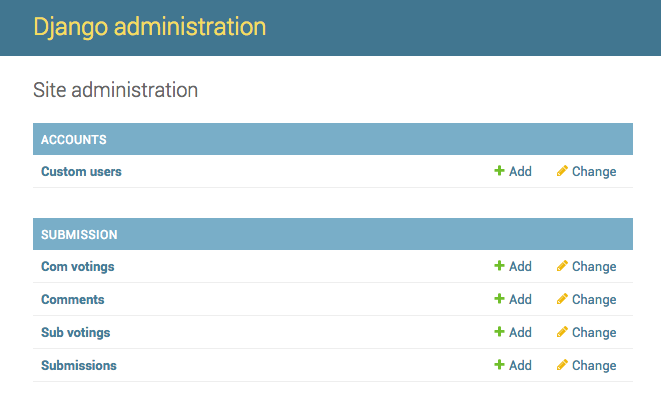 Django administration
Site administration
ACCOUNTS
Custom users Add Change
SUBMISSION
Com votings Add Change
Comments Add Change
Sub votings Add Change
Submissions Add Change